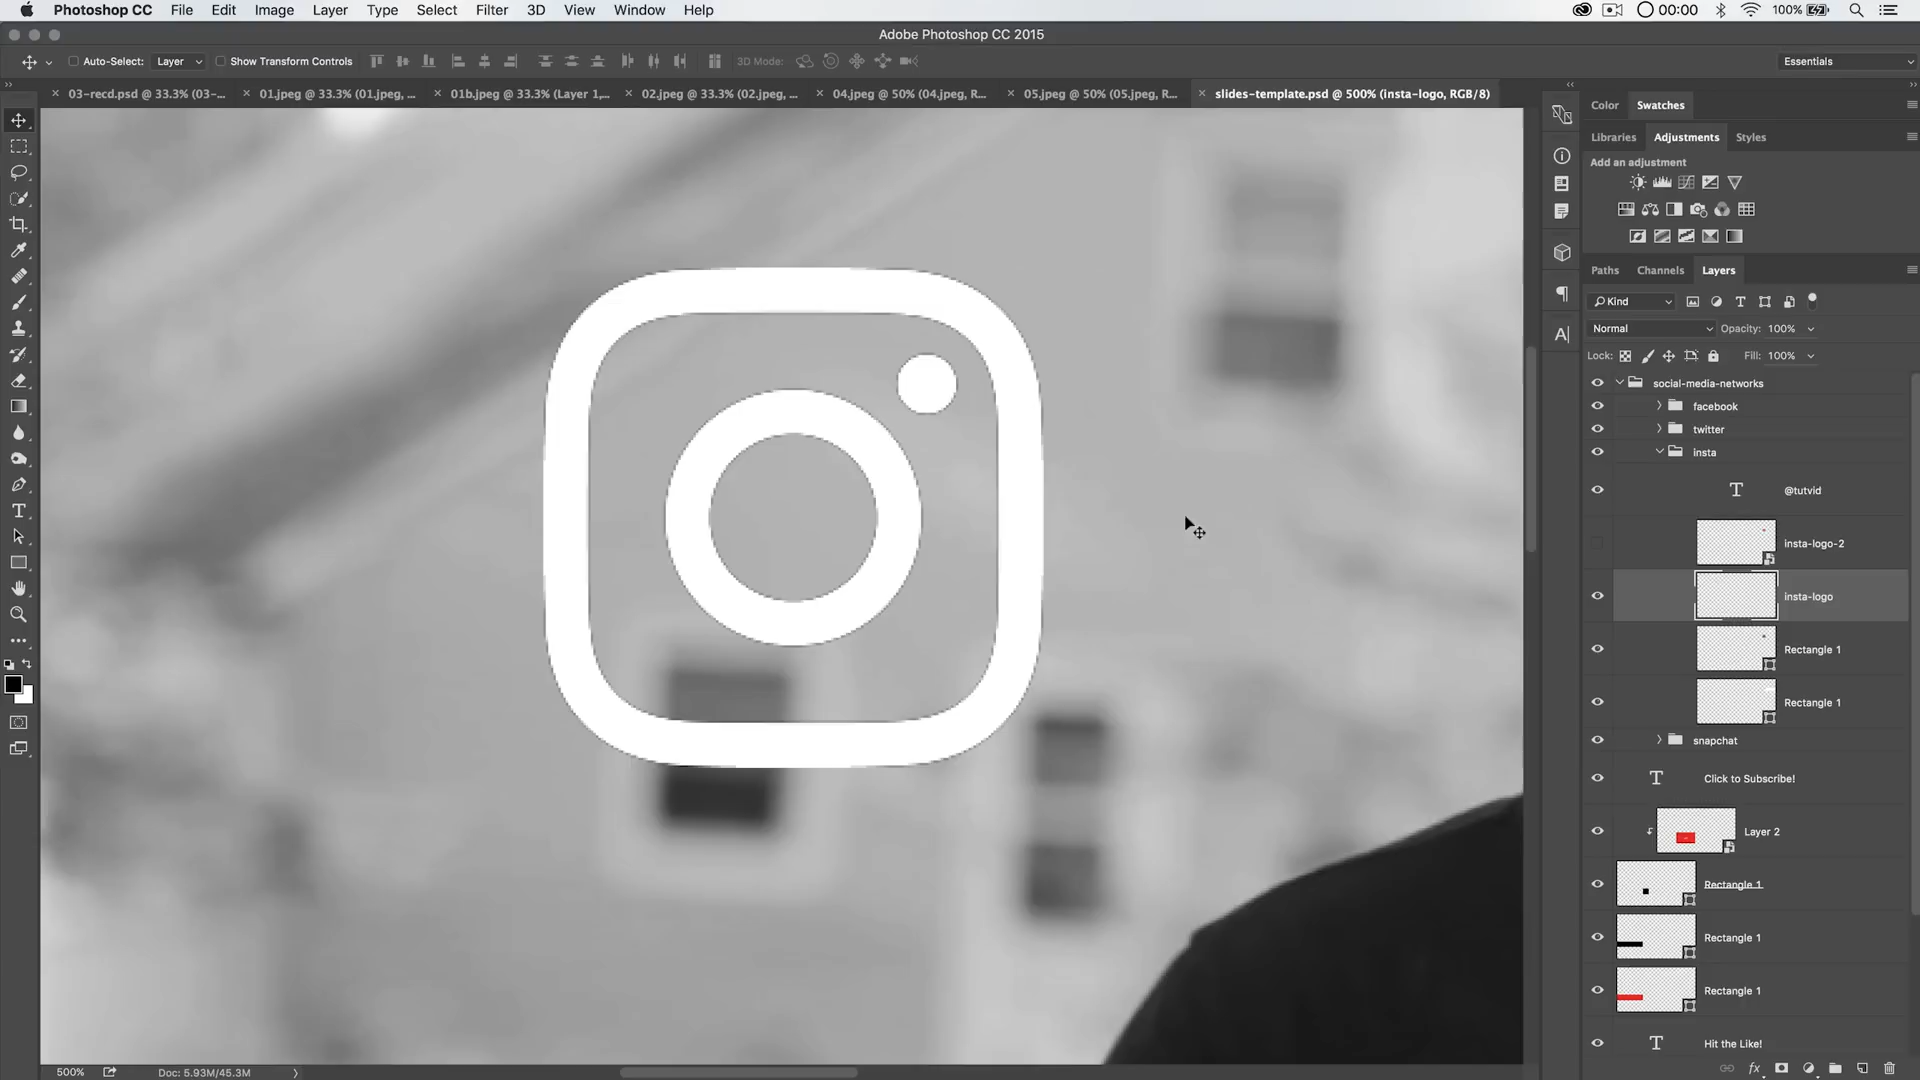 Photoshop CC File Edit Image Layer Type Select Filter 3D View Window Help 00:00 100%
Adobe Photoshop CC 2015
Auto-Select: Layer Show Transform Controls 3D Mode: Essentials
03-recd.psd @ 33.3% (03-... 01.jpeg @ 33.3% (01.jpeg, ... 01b.jpeg @ 33.3% (Layer 1,... 02.jpeg @ 33.3% (02.jpeg, ... 04.jpeg @ 50% (04.jpeg, R... 05.jpeg @ 50% (05.jpeg, R... slides-template.psd @ 500% (insta-logo, RGB/8)
Color Swatches
Libraries Adjustments Styles
Add an adjustment
Paths Channels Layers
Kind
Normal Opacity: 100%
Lock: Fill: 100%
social-media-networks
facebook
twitter
insta
T @tutvid
insta-logo-2
insta-logo
Rectangle 1
Rectangle 1
snapchat
T Click to Subscribe!
Layer 2
Rectangle 1
Rectangle 1
Rectangle 1
T Hit the Like!
500% Doc: 5.93M/45.3M fx